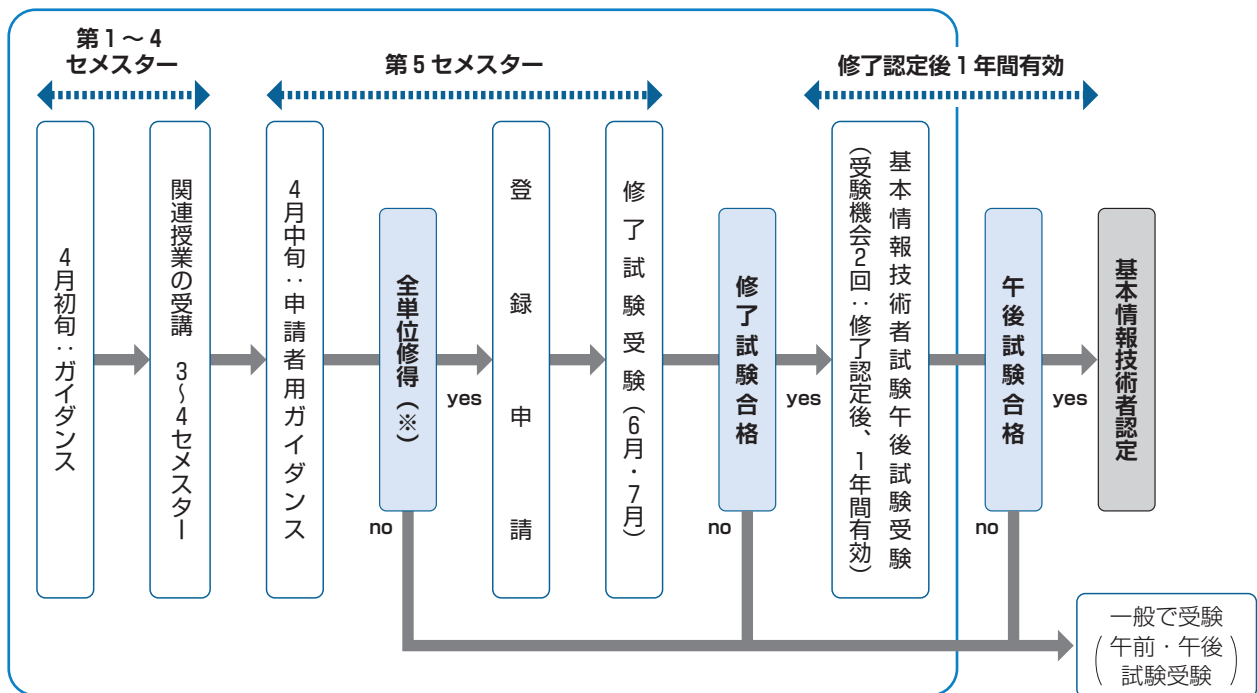 第1～4
セメスター
第5セメスター
修了認定後1年間有効
4月初旬：ガイダンス
関連授業の受講　3～4セメスター
4月中旬：申請者用ガイダンス
全単位修得（※）
yes
no
登録申請
修了試験受験（6月・7月）
修了試験合格
yes
no
基本情報技術者試験午後試験受験
（受験機会2回：修了認定後、1年間有効）
午後試験合格
yes
no
基本情報技術者認定
一般で受験
（午前・午後
試験受験）